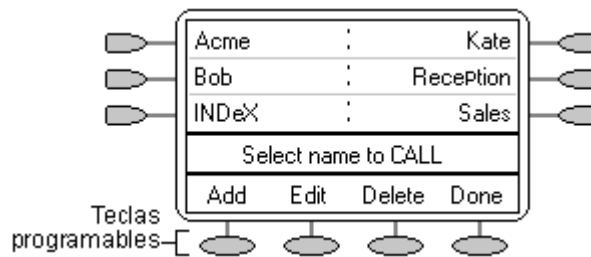 Acme : Kate
Bob : Reception
INDeX : Sales
Select name to CALL
Add Edit Delete Done
Teclas
programables